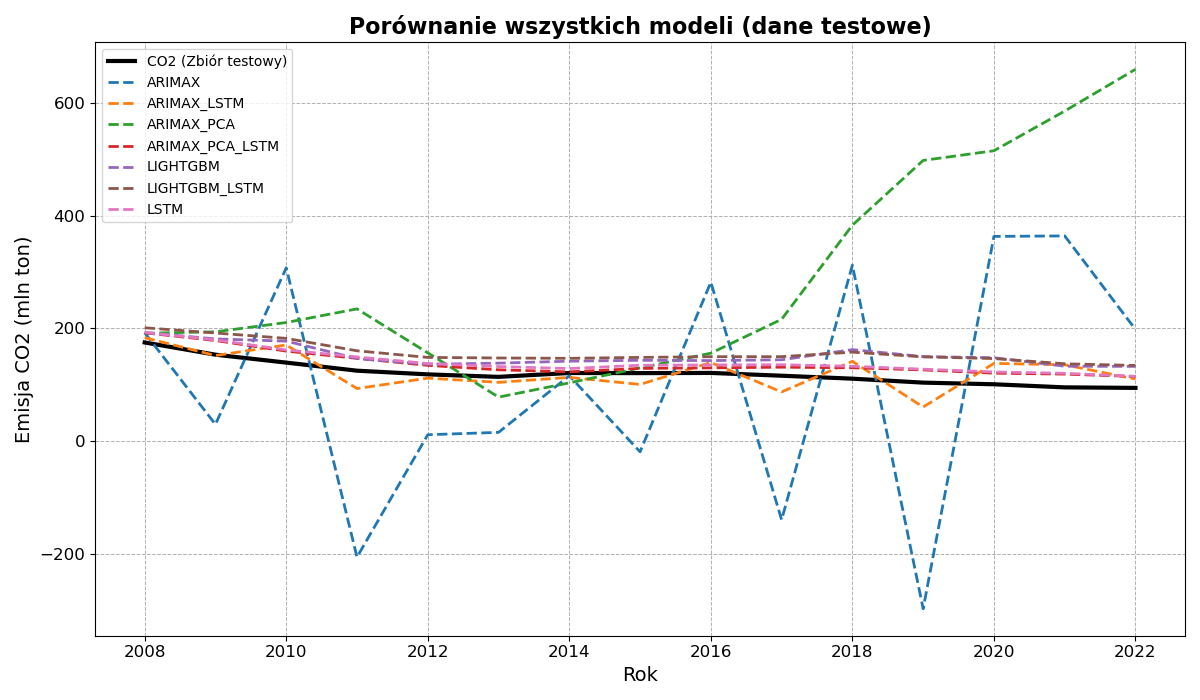 Porównanie wszystkich modeli (dane testowe)
CO2 (Zbiór testowy)
ARIMAX
ARIMAX_LSTM
ARIMAX_PCA
ARIMAX_PCA_LSTM
LIGHTGBM
LIGHTGBM_LSTM
LSTM
Emisja CO2 (mln ton)
600
400
200
0
−200
2008 2010 2012 2014 2016 2018 2020 2022
Rok